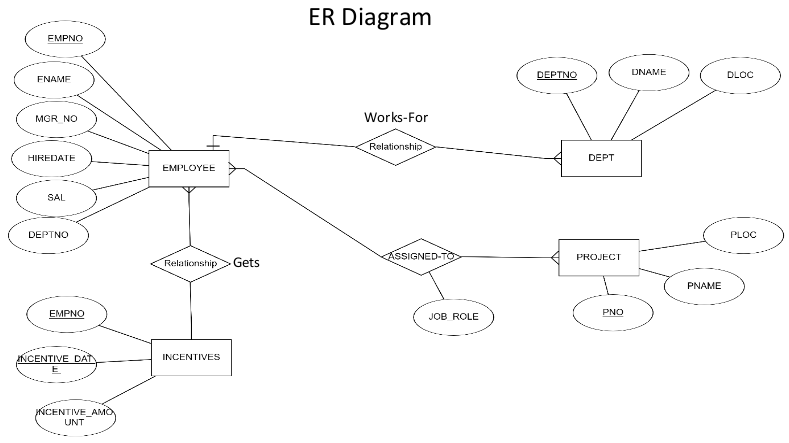 ER Diagram
EMPNO
ENAME
MGR_NO
HIREDATE
SAL
DEPTNO
EMPLOYEE
Works-For
Relationship
DEPTNO
DNAME
DLOC
DEPT
Relationship
Gets
ASSIGNED-TO
JOB_ROLE
PROJECT
PLOC
PNAME
PNO
EMPNO
INCENTIVE_DAT
E
INCENTIVE_AMO
UNT
INCENTIVES